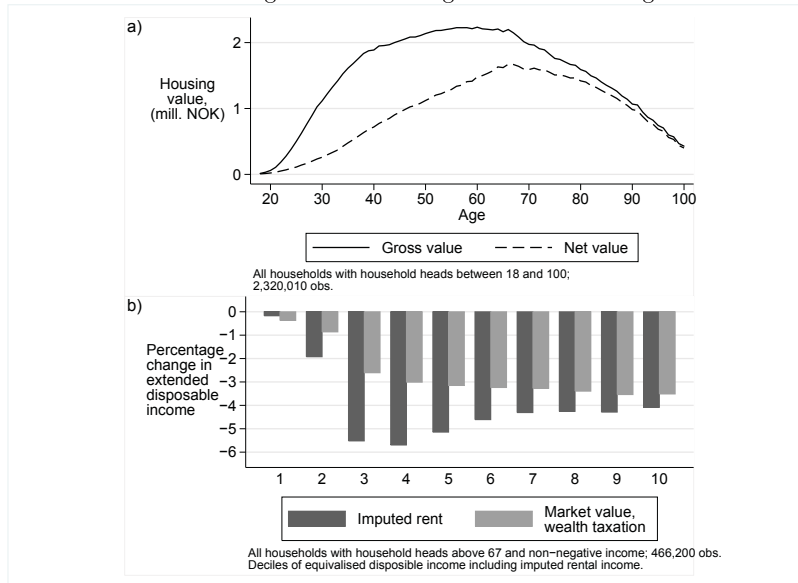 a)
2
Housing
value,
(mill. NOK)
1
0
20 30 40 50 60 70 80 90 100
Age
Gross value Net value
All households with household heads between 18 and 100;
2,320,010 obs.
b)
0
−1
Percentage
change in
extended
disposable
income
−2
−3
−4
−5
−6
1 2 3 4 5 6 7 8 9 10
Imputed rent Market value,
wealth taxation
All households with household heads above 67 and non−negative income; 466,200 obs.
Deciles of equivalised disposible income including imputed rental income.